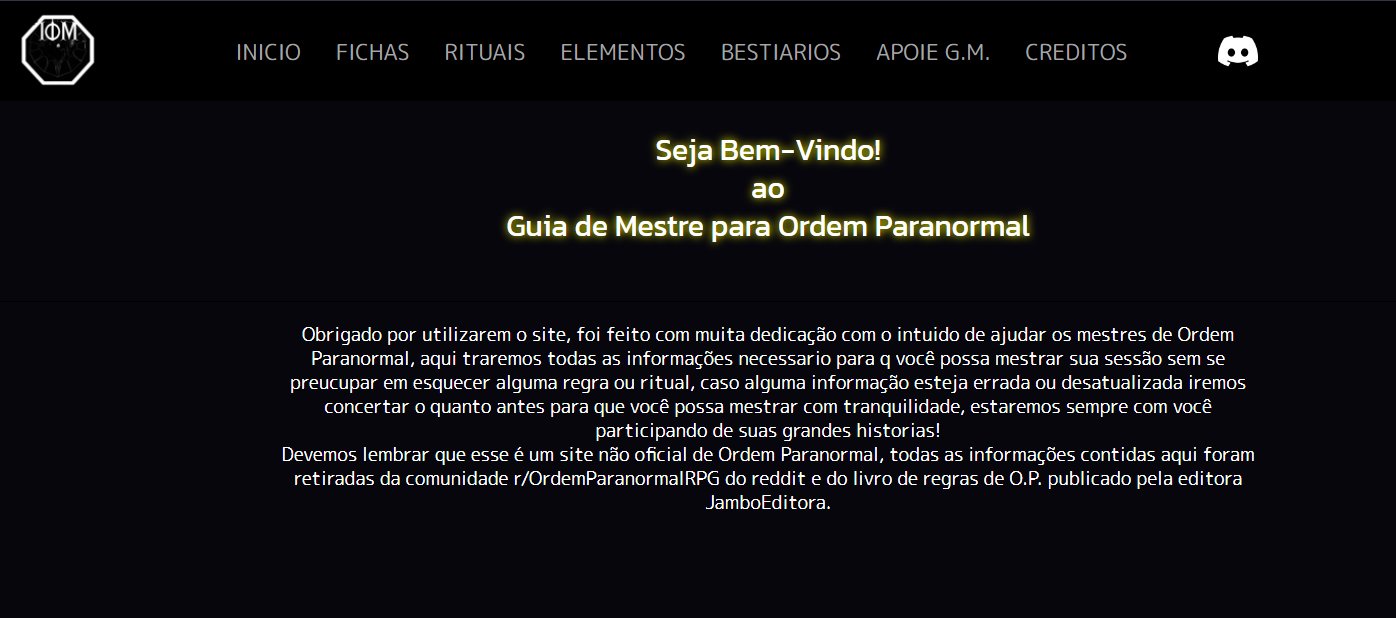 IΦM
INICIO FICHAS RITUAIS ELEMENTOS BESTIARIOS APOIE G.M. CREDITOS
Seja Bem-Vindo!
ao
Guia de Mestre para Ordem Paranormal
Obrigado por utilizarem o site, foi feito com muita dedicação com o intuido de ajudar os mestres de Ordem
Paranormal, aqui traremos todas as informações necessario para q você possa mestrar sua sessão sem se
preucupar em esquecer alguma regra ou ritual, caso alguma informação esteja errada ou desatualizada iremos
concertar o quanto antes para que você possa mestrar com tranquilidade, estaremos sempre com você
participando de suas grandes historias!
Devemos lembrar que esse é um site não oficial de Ordem Paranormal, todas as informações contidas aqui foram
retiradas da comunidade r/OrdemParanormalRPG do reddit e do livro de regras de O.P. publicado pela editora
JamboEditora.